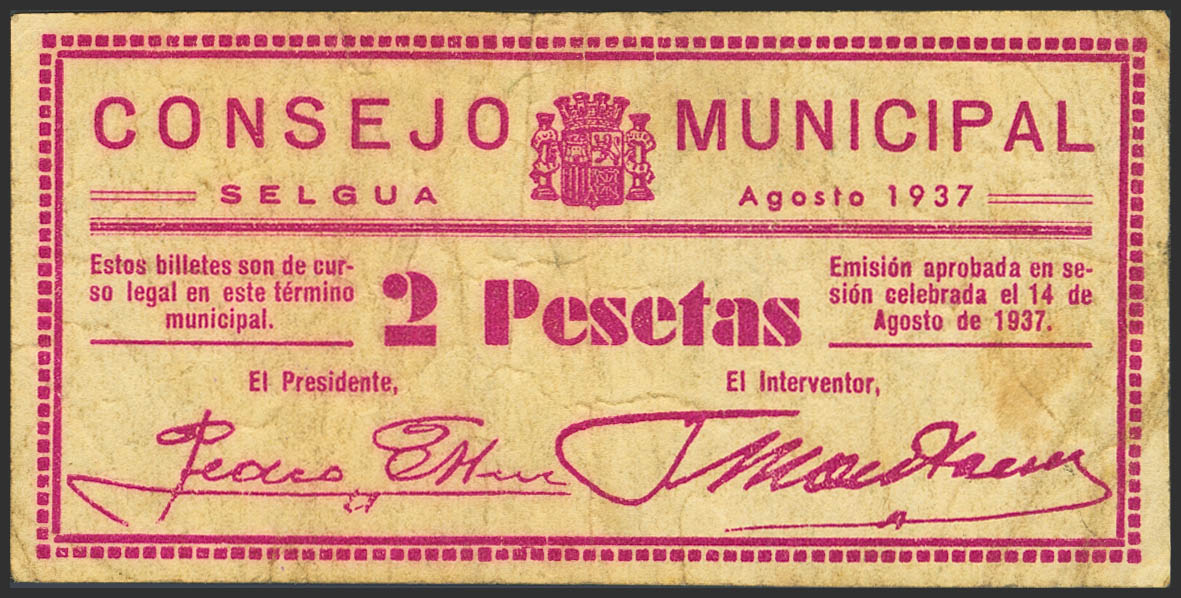 CONSEJO MUNICIPAL
SELGUA
Agosto 1937
Estos billetes son de cur-
so legal en este término
municipal.
2 Pesetas
Emisión aprobada en se-
sión celebrada el 14 de
Agosto de 1937.
El Presidente,
El Interventor,
Pedro